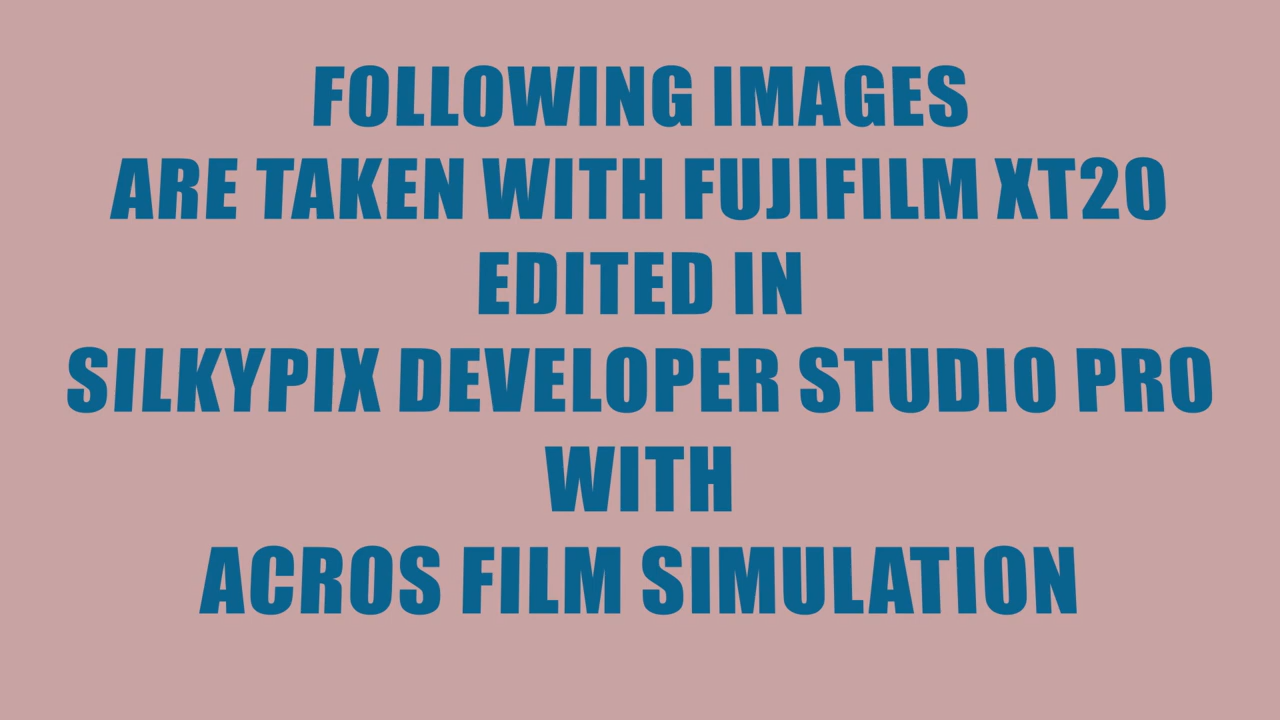 FOLLOWING IMAGES
ARE TAKEN WITH FUJIFILM XT20
EDITED IN
SILKYPIX DEVELOPER STUDIO PRO
WITH
ACROS FILM SIMULATION